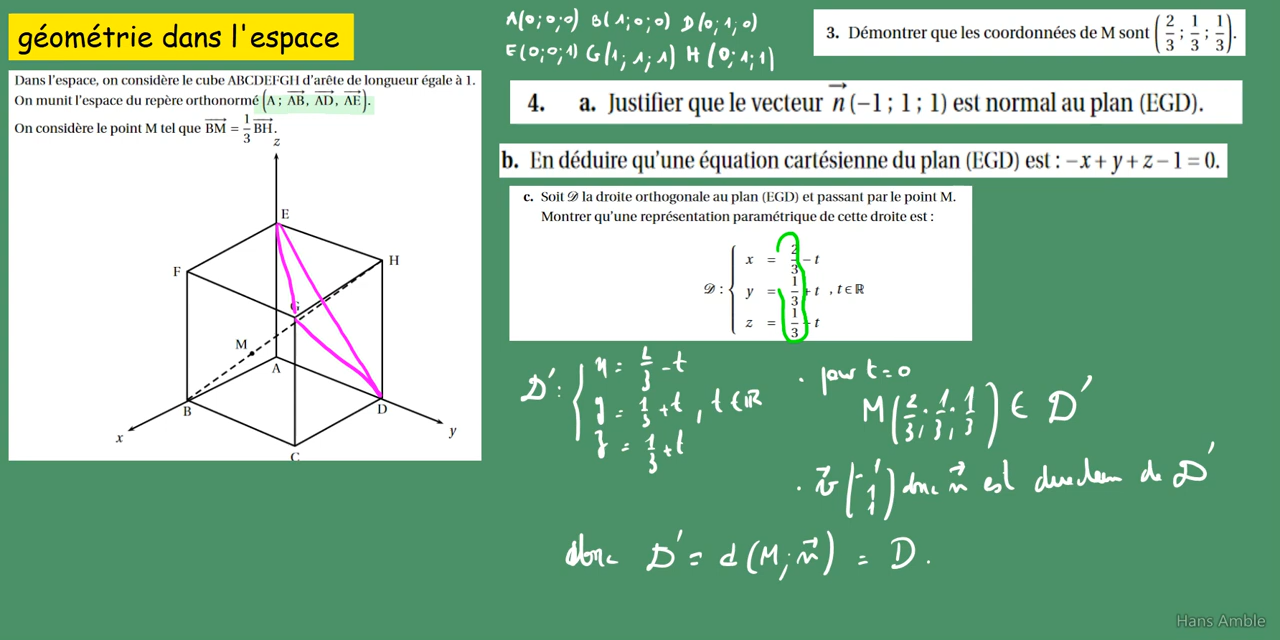 géométrie dans l'espace
Dans l'espace, on considère le cube ABCDEFGH d'arête de longueur égale à 1.
On munit l'espace du repère orthonormé (A ; AB, AD, AE).
On considère le point M tel que BM = 1/3 BH.
z
E
H
F
G
M
A
B
D
x
y
C
A(0;0;0) B(1;0;0) D(0;1;0)
E(0;0;1) G(1;1;1) H(0;1;1)
3. Démontrer que les coordonnées de M sont (2/3 ; 1/3 ; 1/3).
4. a. Justifier que le vecteur n (−1 ; 1 ; 1) est normal au plan (EGD).
b. En déduire qu'une équation cartésienne du plan (EGD) est : −x + y + z − 1 = 0.
c. Soit 𝒟 la droite orthogonale au plan (EGD) et passant par le point M.
Montrer qu'une représentation paramétrique de cette droite est :
x = 2/3 − t
𝒟 : y = 1/3 + t , t ∈ ℝ
z = 1/3 + t
x = 2/3 − t
D' : y = 1/3 + t, t ∈ ℝ
z = 1/3 + t
. pour t = 0
M(2/3; 1/3; 1/3) ∈ D'
. v(−1 1 1) donc n est directeur de D'
donc D' = d(M; n) = D.
Hans Amble